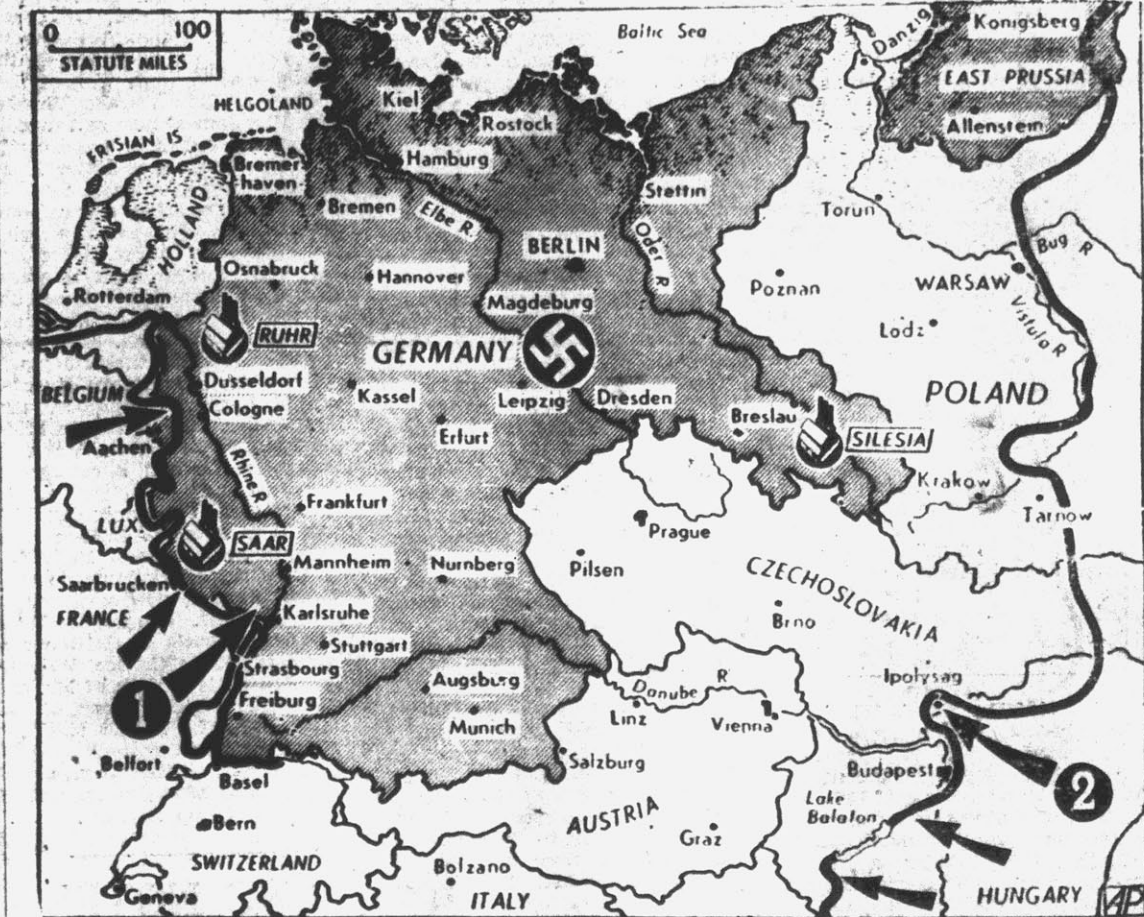 0 100
STATUTE MILES
Baltic Sea
Danzig
Konigsberg
EAST PRUSSIA
Allenstein
HELGOLAND
Kiel
Rostock
FRISIAN IS
Bremer-
haven
Hamburg
Stettin
HOLLAND
Bremen
Elbe R.
Oder R
Torun
Bug R
BERLIN
Osnabruck
Hannover
Poznan
WARSAW
Rotterdam
Magdeburg
Lodz
Vistula R
RUHR
GERMANY
Dusseldorf
Kassel
Leipzig
Dresden
POLAND
BELGIUM
Cologne
Breslau
SILESIA
Aachen
Erfurt
Rhine R
Krakow
Frankfurt
Tarnow
LUX.
SAAR
Prague
Mannheim
Nurnberg
Pilsen
CZECHOSLOVAKIA
Saarbrucken
FRANCE
Karlsruhe
Brno
Stuttgart
Strasbourg
Ipolysag
1
Freiburg
Augsburg
Danube R
Linz
Vienna
Munich
Belfort
Basel
Salzburg
Budapest
2
Lake
Balaton
Bern
AUSTRIA
Graz
SWITZERLAND
Bolzano
Geneva
ITALY
HUNGARY
AP